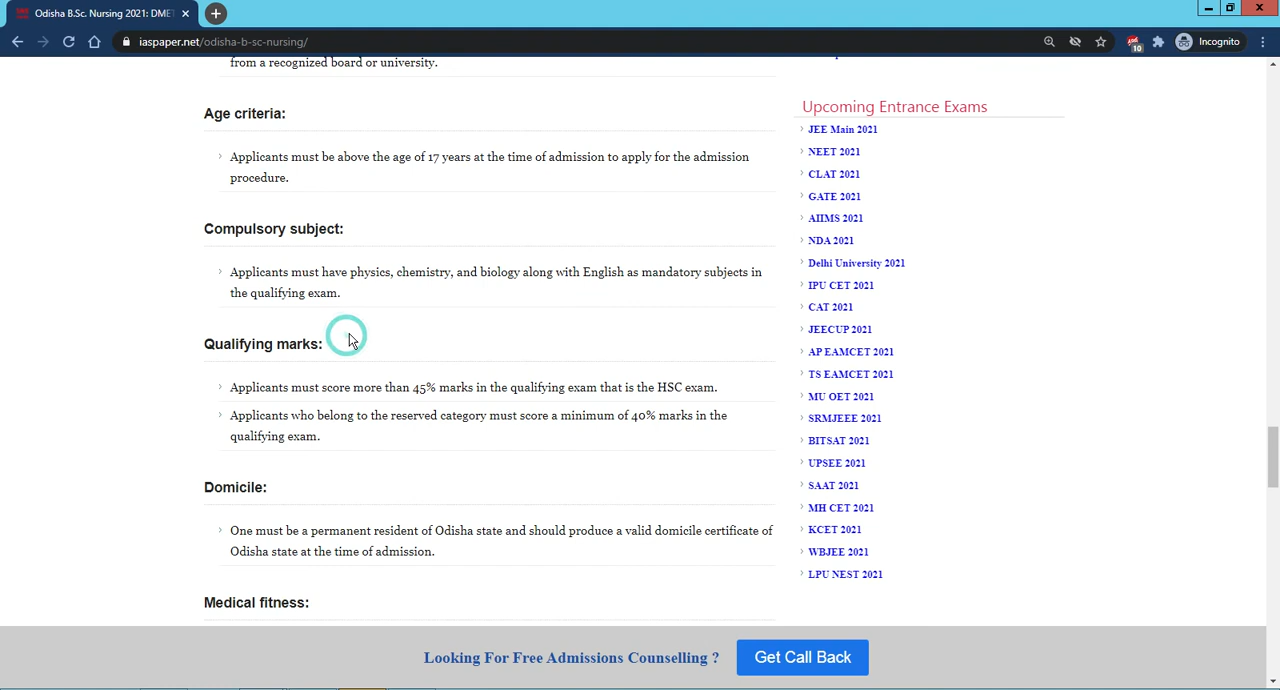 Odisha B.Sc. Nursing 2021: DMET
iaspaper.net/odisha-b-sc-nursing/
10
Incognito
from a recognized board or university.
Age criteria:
Applicants must be above the age of 17 years at the time of admission to apply for the admission
procedure.
Compulsory subject:
Applicants must have physics, chemistry, and biology along with English as mandatory subjects in
the qualifying exam.
Qualifying marks:
Applicants must score more than 45% marks in the qualifying exam that is the HSC exam.
Applicants who belong to the reserved category must score a minimum of 40% marks in the
qualifying exam.
Domicile:
One must be a permanent resident of Odisha state and should produce a valid domicile certificate of
Odisha state at the time of admission.
Medical fitness:
Upcoming Entrance Exams
JEE Main 2021
NEET 2021
CLAT 2021
GATE 2021
AIIMS 2021
NDA 2021
Delhi University 2021
IPU CET 2021
CAT 2021
JEECUP 2021
AP EAMCET 2021
TS EAMCET 2021
MU OET 2021
SRMJEEE 2021
BITSAT 2021
UPSEE 2021
SAAT 2021
MH CET 2021
KCET 2021
WBJEE 2021
LPU NEST 2021
Looking For Free Admissions Counselling ?
Get Call Back